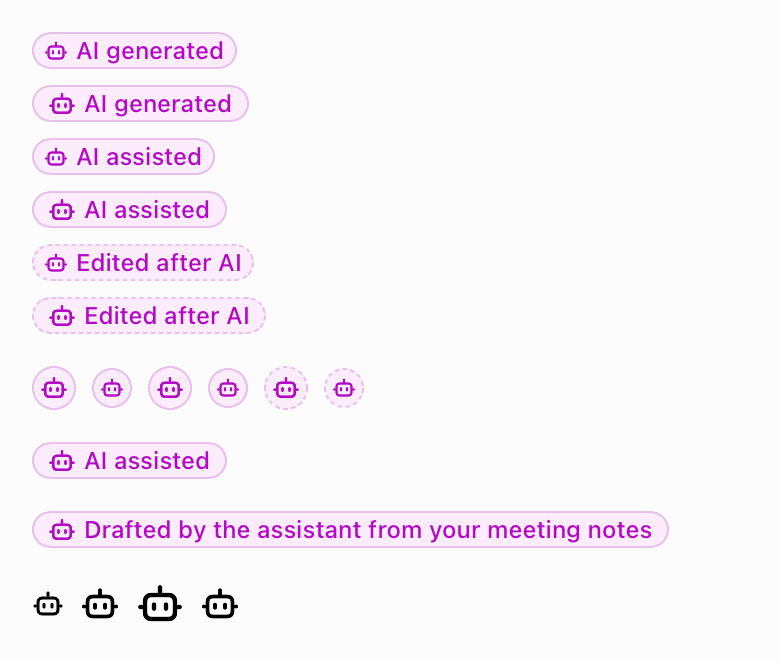 AI generated
AI generated
AI assisted
AI assisted
Edited after AI
Edited after AI
AI assisted
Drafted by the assistant from your meeting notes